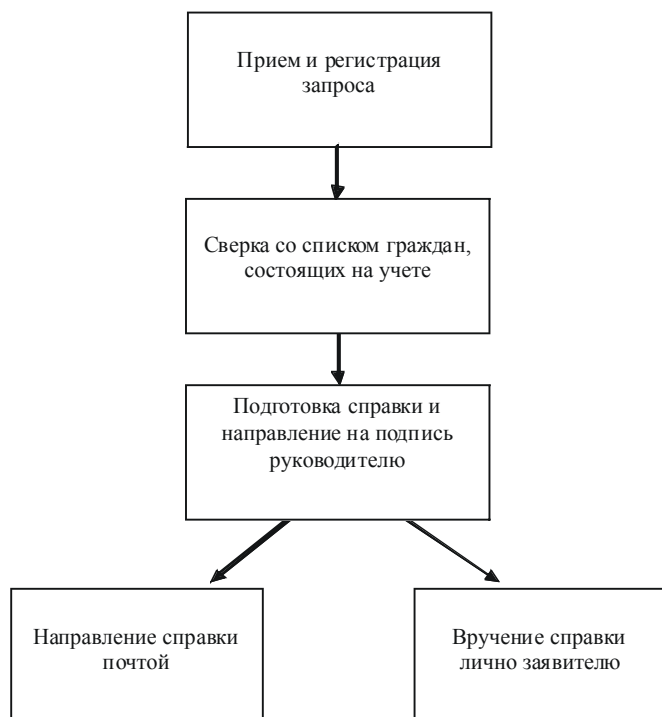 Прием и регистрация
запроса
Сверка со списком граждан,
состоящих на учете
Подготовка справки и
направление на подпись
руководителю
Направление справки
почтой
Вручение справки
лично заявителю